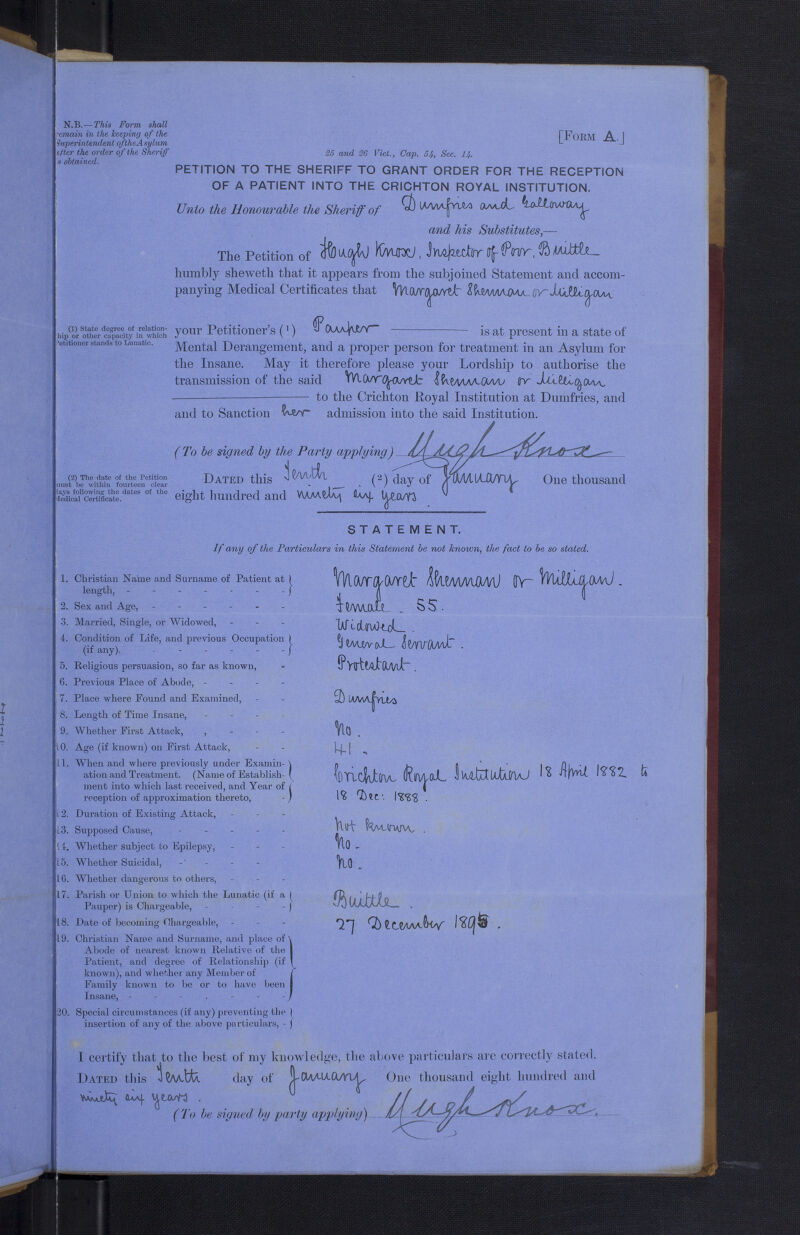 N.B.—This Form shall
remain in the keeping of the
Superintendent of the Asylum
after the order of the Sheriff
is obtained.
[FORM A.]
25 and 26 Vict., Cap. 54, Sec. 14.
PETITION TO THE SHERIFF TO GRANT ORDER FOR THE RECEPTION
OF A PATIENT INTO THE CRICHTON ROYAL INSTITUTION.
Unto the Honourable the Sheriff of Dumfries and Galloway
and his Substitutes,—
The Petition of Hough Knox, Inspector of Poor, Buittle
humbly sheweth that it appears from the subjoined Statement and accom-
panying Medical Certificates that Margaret Shennan or Milligan
(1) State degree of relation-
ship or other capacity in which
Petitioner stands to Lunatic.
your Petitioner's (1) Pauper is at present in a state of
Mental Derangement, and a proper person for treatment in an Asylum for
the Insane. May it therefore please your Lordship to authorise the
transmission of the said Margaret Shennan or Milligan
to the Crichton Royal Institution at Dumfries, and
and to Sanction her admission into the said Institution.
(To be signed by the Party applying) Hugh Knox
(2) The date of the Petition
must be within fourteen clear
days following the dates of the
Medical Certificate.
DATED this Tenth (2) day of January One thousand
eight hundred and ninety six years.
STATEMENT.
If any of the Particulars in this Statement be not known, the fact to be so stated.
1. Christian Name and Surname of Patient at
length, - Margaret Shennan or Milligan.
2. Sex and Age, - Female. 55.
3. Married, Single, or Widowed, - Widowed.
4. Condition of Life, and previous Occupation
(if any). - General Servant.
5. Religious persuasion, so far as known, - Protestant.
6. Previous Place of Abode, -
7. Place where Found and Examined, - Dumfries
8. Length of Time Insane, -
9. Whether First Attack, - No.
10. Age (if known) on First Attack, - 41.
11. When and where previously under Examin-
ation and Treatment. (Name of Establish-
ment into which last received, and Year of
reception of approximation thereto, - Crichton Royal Institution 18 April 1882 to
18 Decr. 1888.
12. Duration of Existing Attack, -
13. Supposed Cause, - Not known.
14. Whether subject to Epilepsy, - No.
15. Whether Suicidal, - No.
16. Whether dangerous to others, -
17. Parish or Union to which the Lunatic (if a
Pauper) is Chargeable, - Buittle.
18. Date of becoming Chargeable, - 27 December 1895.
19. Christian Name and Surname, and place of
Abode of nearest known Relative of the
Patient, and degree of Relationship (if
known), and whether any Member of
Family known to be or to have been
Insane, -
20. Special circumstances (if any) preventing the
insertion of any of the above particulars, -
I certify that to the best of my knowledge, the above particulars are correctly stated.
DATED this Tenth day of January One thousand eight hundred and
ninety six years.
(To be signed by party applying) Hugh Knox.